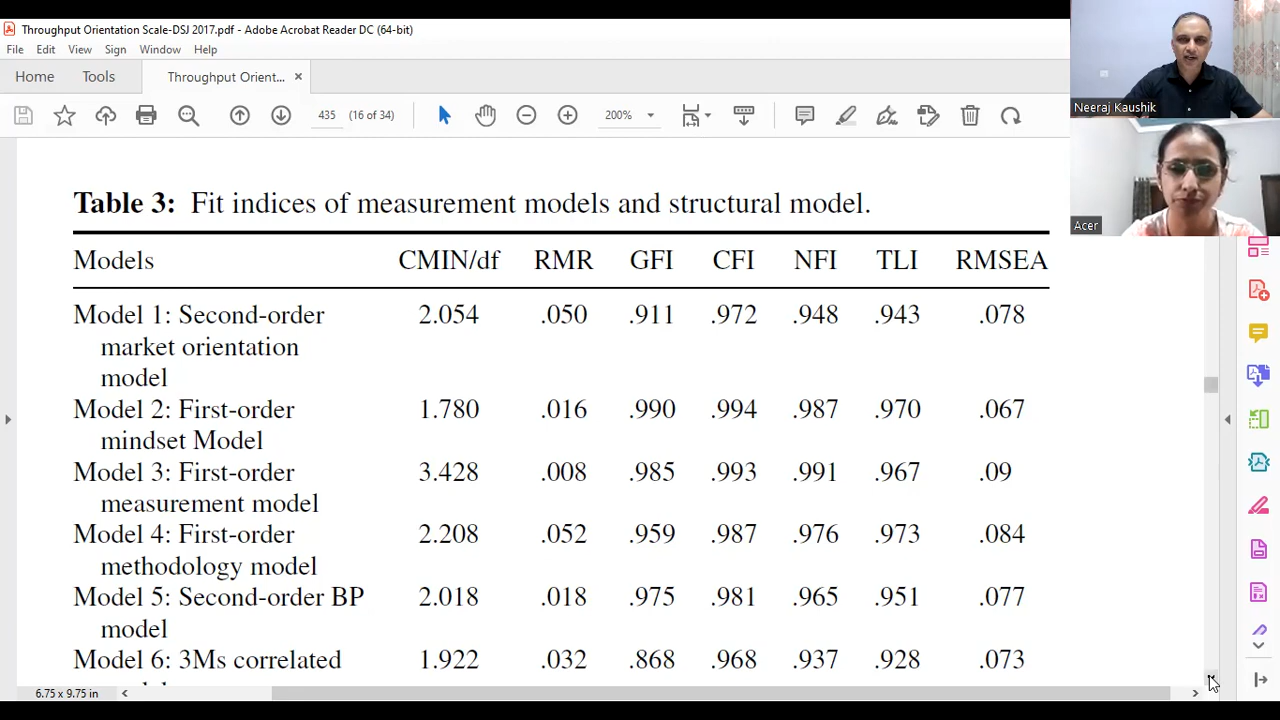 Throughput Orientation Scale-DSJ 2017.pdf - Adobe Acrobat Reader DC (64-bit)
File Edit View Sign Window Help
Home Tools Throughput Orient... ×
435 (16 of 34) 200%
Neeraj Kaushik
Acer
Table 3: Fit indices of measurement models and structural model.
Models CMIN/df RMR GFI CFI NFI TLI RMSEA
Model 1: Second-order 2.054 .050 .911 .972 .948 .943 .078
market orientation
model
Model 2: First-order 1.780 .016 .990 .994 .987 .970 .067
mindset Model
Model 3: First-order 3.428 .008 .985 .993 .991 .967 .09
measurement model
Model 4: First-order 2.208 .052 .959 .987 .976 .973 .084
methodology model
Model 5: Second-order BP 2.018 .018 .975 .981 .965 .951 .077
model
Model 6: 3Ms correlated 1.922 .032 .868 .968 .937 .928 .073
6.75 x 9.75 in